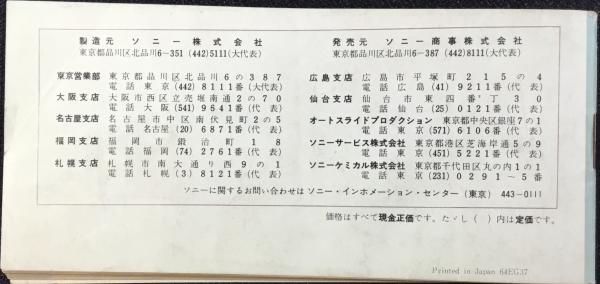 製造元 ソニー株式会社
東京都品川区北品川6-351 (442)5111(大代表)
発売元 ソニー商事株式会社
東京都品川区北品川6-387 (442)8111(大代表)
東京営業部 東京都品川区北品川6の387
電話 東京(442)8111番(大代表)
大阪支店 大阪市西区立売堀南通2の70
電話 大阪(541)9641番(代表)
名古屋支店 名古屋市中区南伏見町2の5
電話 名古屋(20)6871番(代表)
福岡支店 福岡市鍛治町18
電話 福岡(74)2761番(代表)
札幌支店 札幌市南大通り西9の1
電話 札幌(3)8121番(代表)
広島支店 広島市平塚町215の4
電話 広島(41)9211番(代表)
仙台支店 仙台市東四番丁30
電話 仙台(25)0121番(代表)
オートスライドプロダクション 東京都中央区銀座7の1
電話 東京(571)6106番(代表)
ソニーサービス株式会社 東京都港区芝海岸通5の9
電話 東京(451)5221番(代表)
ソニーケミカル株式会社 東京都千代田区丸の内1の1
電話 東京(231)0291〜5番
ソニーに関するお問い合わせは ソニー・インホメーション・センター(東京) 443-0111
価格はすべて現金正価です。たゞし( )内は定価です。
Printed in Japan 64EG37